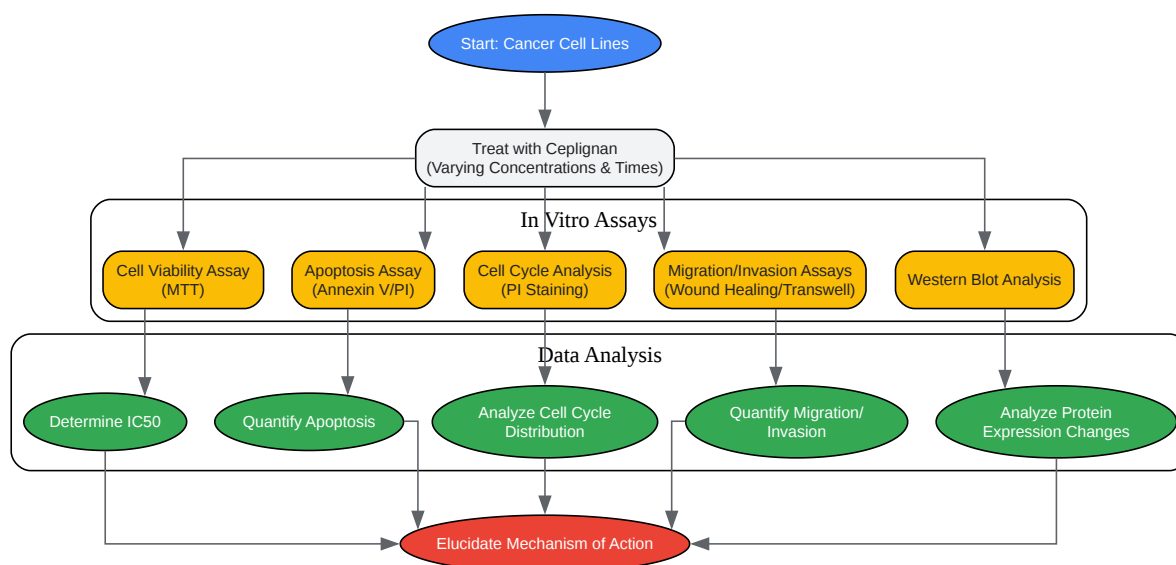 Start: Cancer Cell Lines
Treat with Ceplignan
(Varying Concentrations & Times)
In Vitro Assays
Cell Viability Assay
(MTT)
Apoptosis Assay
(Annexin V/PI)
Cell Cycle Analysis
(PI Staining)
Migration/Invasion Assays
(Wound Healing/Transwell)
Western Blot Analysis
Data Analysis
Determine IC50
Quantify Apoptosis
Analyze Cell Cycle
Distribution
Quantify Migration/
Invasion
Analyze Protein
Expression Changes
Elucidate Mechanism of Action